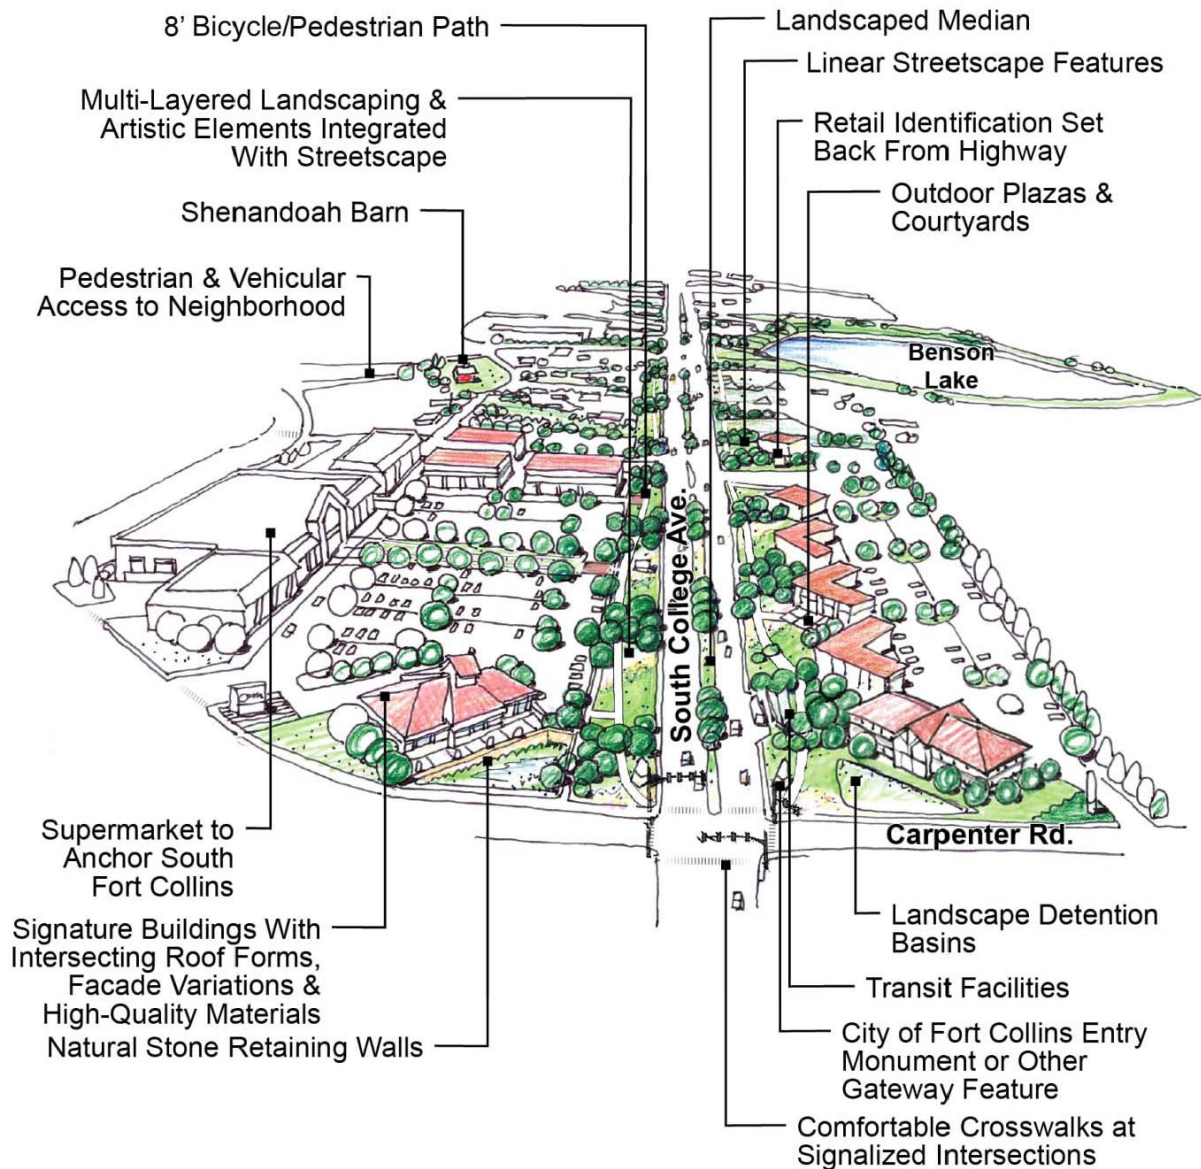 8’ Bicycle/Pedestrian Path
Multi-Layered Landscaping &
Artistic Elements Integrated
With Streetscape
Shenandoah Barn
Pedestrian & Vehicular
Access to Neighborhood
Landscaped Median
Linear Streetscape Features
Retail Identification Set
Back From Highway
Outdoor Plazas &
Courtyards
Benson
Lake
South College Ave.
Carpenter Rd.
Supermarket to
Anchor South
Fort Collins
Signature Buildings With
Intersecting Roof Forms,
Facade Variations &
High-Quality Materials
Natural Stone Retaining Walls
Landscape Detention
Basins
Transit Facilities
City of Fort Collins Entry
Monument or Other
Gateway Feature
Comfortable Crosswalks at
Signalized Intersections